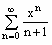 ∑_{n=0}^{∞} x^n/(n+1)